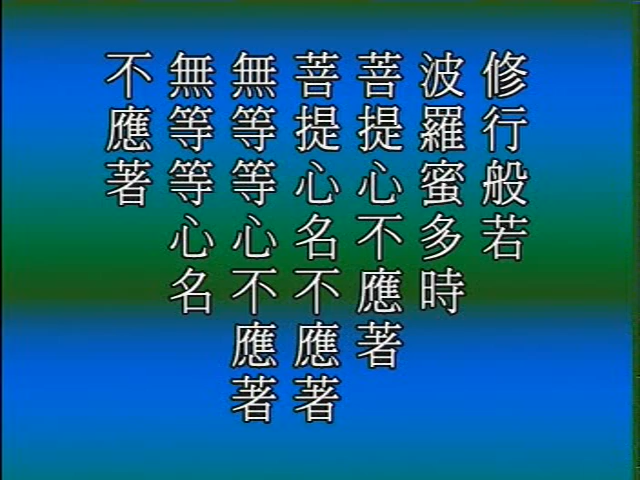 修行般若
波羅蜜多時
菩提心不應著
菩提心名不應著
無等等心不應著
無等等心名
不應著